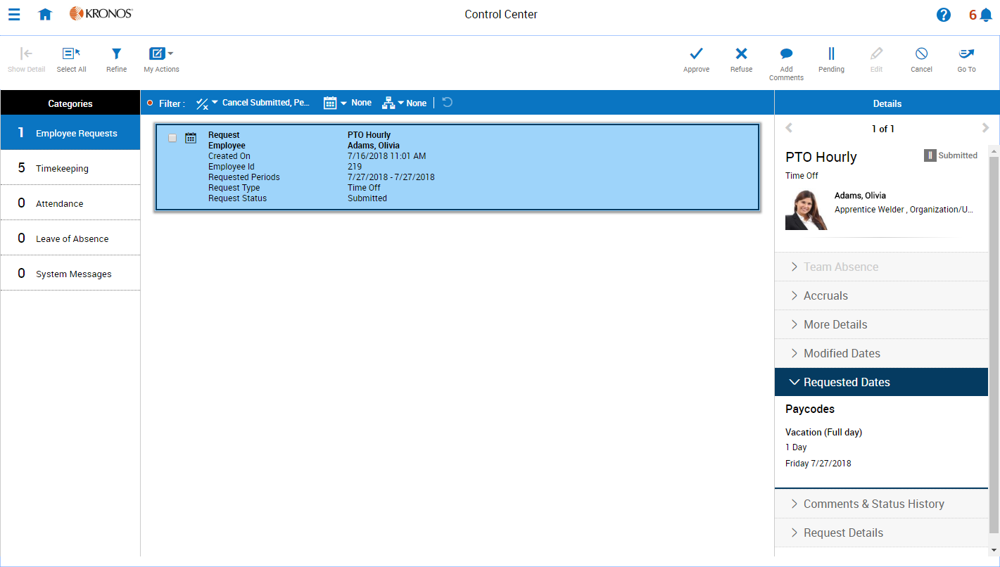 KRONOS
Control Center
6
Show Detail
Select All
Refine
My Actions
Approve
Refuse
Add
Comments
Pending
Edit
Cancel
Go To
Categories
1 Employee Requests
5 Timekeeping
0 Attendance
0 Leave of Absence
0 System Messages
Filter : Cancel Submitted, Pe... None None
Request PTO Hourly
Employee Adams, Olivia
Created On 7/16/2018 11:01 AM
Employee Id 219
Requested Periods 7/27/2018 - 7/27/2018
Request Type Time Off
Request Status Submitted
Details
1 of 1
PTO Hourly Submitted
Time Off
Adams, Olivia
Apprentice Welder , Organization/U...
Team Absence
Accruals
More Details
Modified Dates
Requested Dates
Paycodes
Vacation (Full day)
1 Day
Friday 7/27/2018
Comments & Status History
Request Details